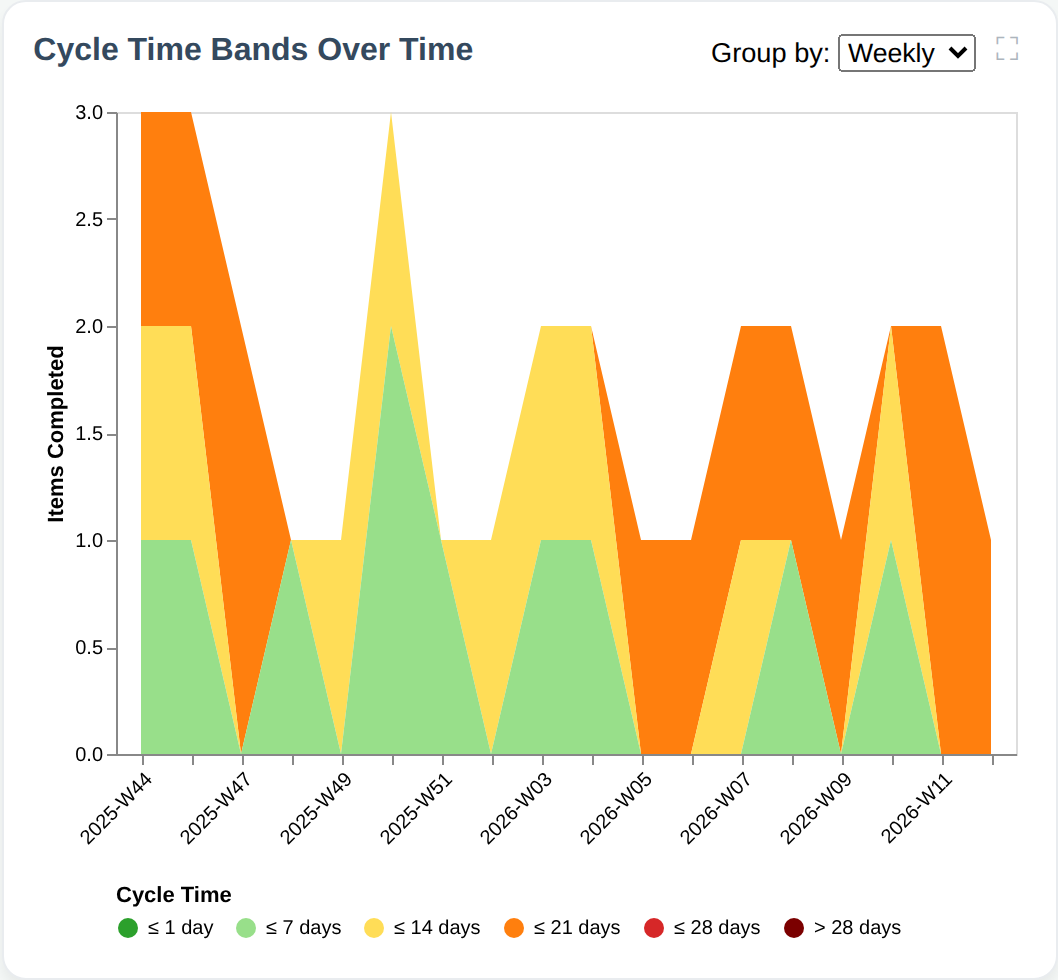 Cycle Time Bands Over Time
Group by: Weekly
3.0
2.5
2.0
1.5
1.0
0.5
0.0
Items Completed
2025-W44
2025-W47
2025-W49
2025-W51
2026-W03
2026-W05
2026-W07
2026-W09
2026-W11
Cycle Time
≤ 1 day
≤ 7 days
≤ 14 days
≤ 21 days
≤ 28 days
> 28 days